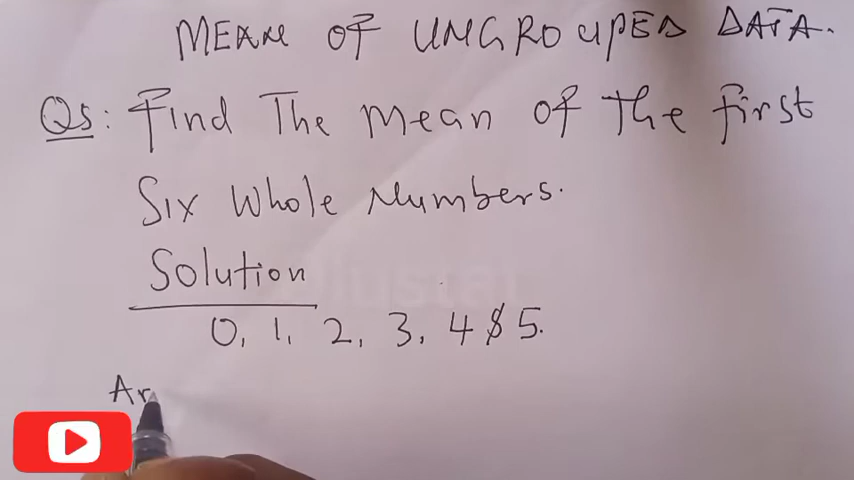 MEAN OF UNGROUPED DATA.
Qs: Find The Mean of The first
Six Whole Numbers.
Solution
0, 1, 2, 3, 4 & 5.
Ar